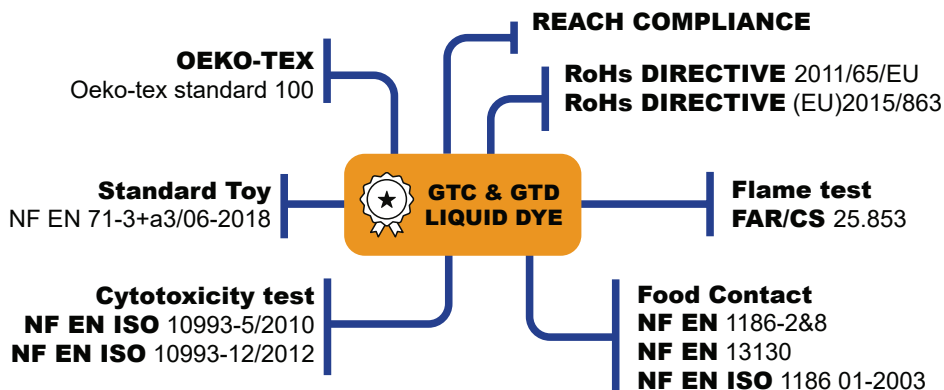 OEKO-TEX
Oeko-tex standard 100
REACH COMPLIANCE
RoHs DIRECTIVE 2011/65/EU
RoHs DIRECTIVE (EU)2015/863
Standard Toy
NF EN 71-3+a3/06-2018
GTC & GTD
LIQUID DYE
Flame test
FAR/CS 25.853
Cytotoxicity test
NF EN ISO 10993-5/2010
NF EN ISO 10993-12/2012
Food Contact
NF EN 1186-2&8
NF EN 13130
NF EN ISO 1186 01-2003